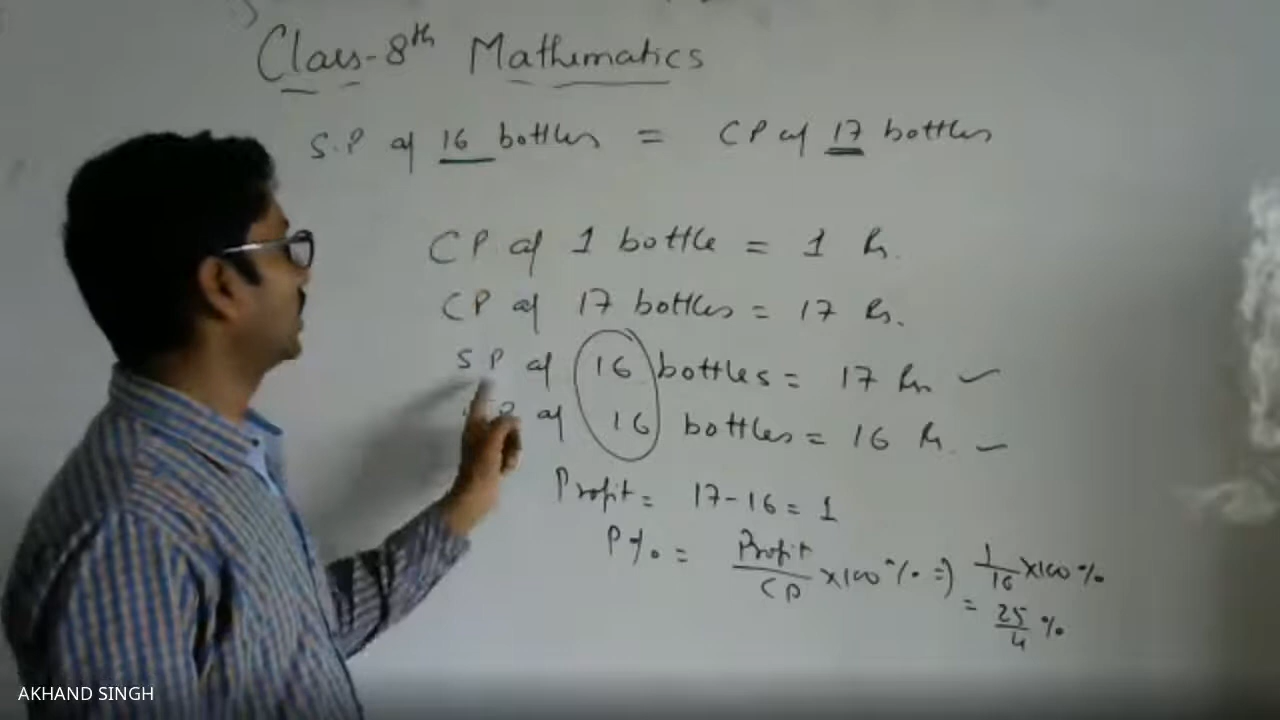 Class-8th Mathematics
S.P of 16 bottles = CP of 17 bottles
CP of 1 bottle = 1 Rs.
CP of 17 bottles = 17 Rs.
SP of 16 bottles = 17 Rs
P of 16 bottles = 16 Rs.
Profit = 17-16 = 1
P% = Profit/CP ×100% => 1/16 ×100%
= 25/4 %
AKHAND SINGH